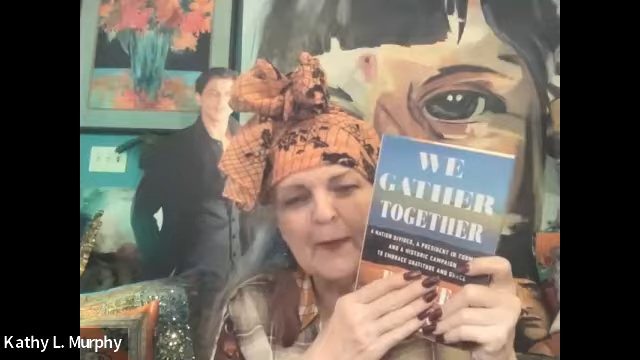 WE
GATHER
TOGETHER
A NATION DIVIDED, A PRESIDENT IN TURMOIL,
AND A HISTORIC CAMPAIGN
TO EMBRACE GRATITUDE AND GRACE
Kathy L. Murphy